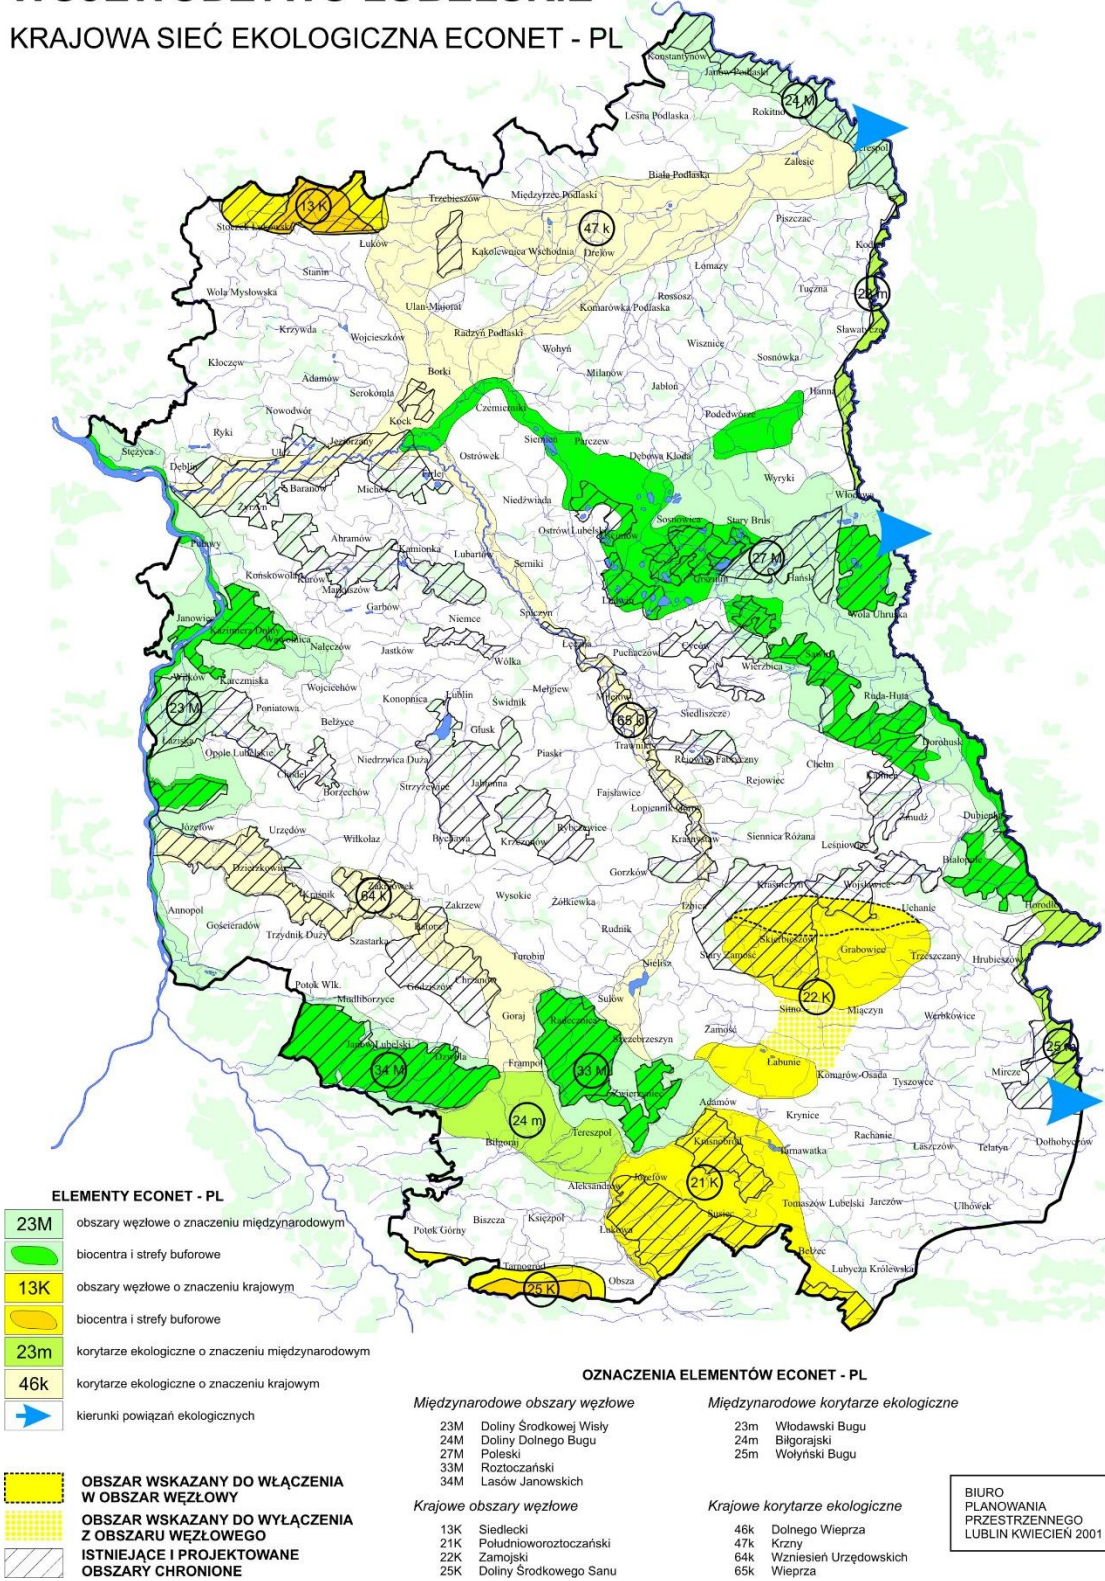 KRAJOWA SIEĆ EKOLOGICZNA ECONET - PL
Konstantynów
Janów Podlaski
24 M
Rokitno
Leśna Podlaska
Terespol
Zalesie
Biała Podlaska
Międzyrzec Podlaski
Trzebieszów
13 K
Stoczek Łukowski
47 k
Piszczac
Łuków
Kąkolewnica Wschodnia
Drelów
Kodeń
Łomazy
Stanin
Wola Mysłowska
Tuczna
Rossosz
Ulan-Majorat
Komarówka Podlaska
Krzywda
Wojcieszków
Radzyń Podlaski
Wisznice
Wohyń
Sosnówka
Kłoczew
Adamów
Borki
Milanów
Jabłoń
Hanna
Serokomla
Nowodwór
Kock
Czemierniki
Podedwórze
Ryki
Jeziorzany
Siemień
Parczew
Stężyca
Ułęż
Ostrówek
Dębowa Kłoda
Dęblin
Baranów
Michów
Firlej
Wyryki
Niedźwiada
Włodawa
Żyrzyn
Sosnowica
Stary Brus
Abramów
Ostrów Lubelski
Puławy
Kamionka
Lubartów
27 M
Końskowola
Kurów
Markuszów
Serniki
Urszulin
Hańsk
Garbów
Ludwin
Janowiec
Niemce
Spiczyn
Wola Uhruska
Kazimierz Dolny
Wąwolnica
Nałęczów
Jastków
Łęczna
Puchaczów
Cyców
Wólka
Wierzbica
Sawin
Wilków
Karczmiska
Wojciechów
Konopnica
Lublin
Świdnik
Mełgiew
Milejów
Ruda-Huta
23 M
Poniatowa
Bełżyce
Głusk
65 k
Siedliszcze
Łaziska
Opole Lubelskie
Niedrzwica Duża
Piaski
Trawniki
Rejowiec Fabryczny
Dorohusk
Chodel
Borzechów
Strzyżewice
Jabłonna
Fajsławice
Rejowiec
Chełm
Kamień
Józefów
Urzędów
Wilkołaz
Bychawa
Krzczonów
Rybczewice
Łopiennik Górny
Krasnystaw
Siennica Różana
Leśniowice
Żmudź
Dubienka
Dzierzkowice
Gorzków
Białopole
Kraśnik
64 k
Zakrzówek
Wysokie
Żółkiewka
Kraśniczyn
Wojsławice
Annopol
Gościeradów
Trzydnik Duży
Szastarka
Batorz
Zakrzew
Izbica
Uchanie
Horodło
Rudnik
Skierbieszów
Grabowiec
Turobin
Stary Zamość
Trzeszczany
Hrubieszów
Potok Wlk.
Modliborzyce
Godziszów
Chrzanów
Nielisz
22 K
Sitno
Miączyn
Goraj
Radecznica
Sułów
Werbkowice
Janów Lubelski
Dzwola
Szczebrzeszyn
Zamość
34 M
Frampol
33 M
Łabunie
Komarów-Osada
Tyszowce
Mircze
Zwierzyniec
Adamów
Krynice
24 m
Biłgoraj
Tereszpol
Krasnobród
Tarnawatka
Rachanie
Łaszczów
Telatyn
Dołhobyczów
Aleksandrów
Józefów
21 K
Tomaszów Lubelski
Jarczów
Ulhówek
Potok Górny
Biszcza
Księżpol
Łukowa
Susiec
Bełżec
Tarnogród
Obsza
Lubycza Królewska
25 K
ELEMENTY ECONET - PL
23M obszary węzłowe o znaczeniu międzynarodowym
biocentra i strefy buforowe
13K obszary węzłowe o znaczeniu krajowym
biocentra i strefy buforowe
23m korytarze ekologiczne o znaczeniu międzynarodowym
46k korytarze ekologiczne o znaczeniu krajowym
kierunki powiązań ekologicznych
OBSZAR WSKAZANY DO WŁĄCZENIA
W OBSZAR WĘZŁOWY
OBSZAR WSKAZANY DO WYŁĄCZENIA
Z OBSZARU WĘZŁOWEGO
ISTNIEJĄCE I PROJEKTOWANE
OBSZARY CHRONIONE
OZNACZENIA ELEMENTÓW ECONET - PL
Międzynarodowe obszary węzłowe
23M Doliny Środkowej Wisły
24M Doliny Dolnego Bugu
27M Poleski
33M Roztoczański
34M Lasów Janowskich
Krajowe obszary węzłowe
13K Siedlecki
21K Południoworoztoczański
22K Zamojski
25K Doliny Środkowego Sanu
Międzynarodowe korytarze ekologiczne
23m Włodawski Bugu
24m Biłgorajski
25m Wołyński Bugu
Krajowe korytarze ekologiczne
46k Dolnego Wieprza
47k Krzny
64k Wzniesień Urzędowskich
65k Wieprza
BIURO
PLANOWANIA
PRZESTRZENNEGO
LUBLIN KWIECIEŃ 2001